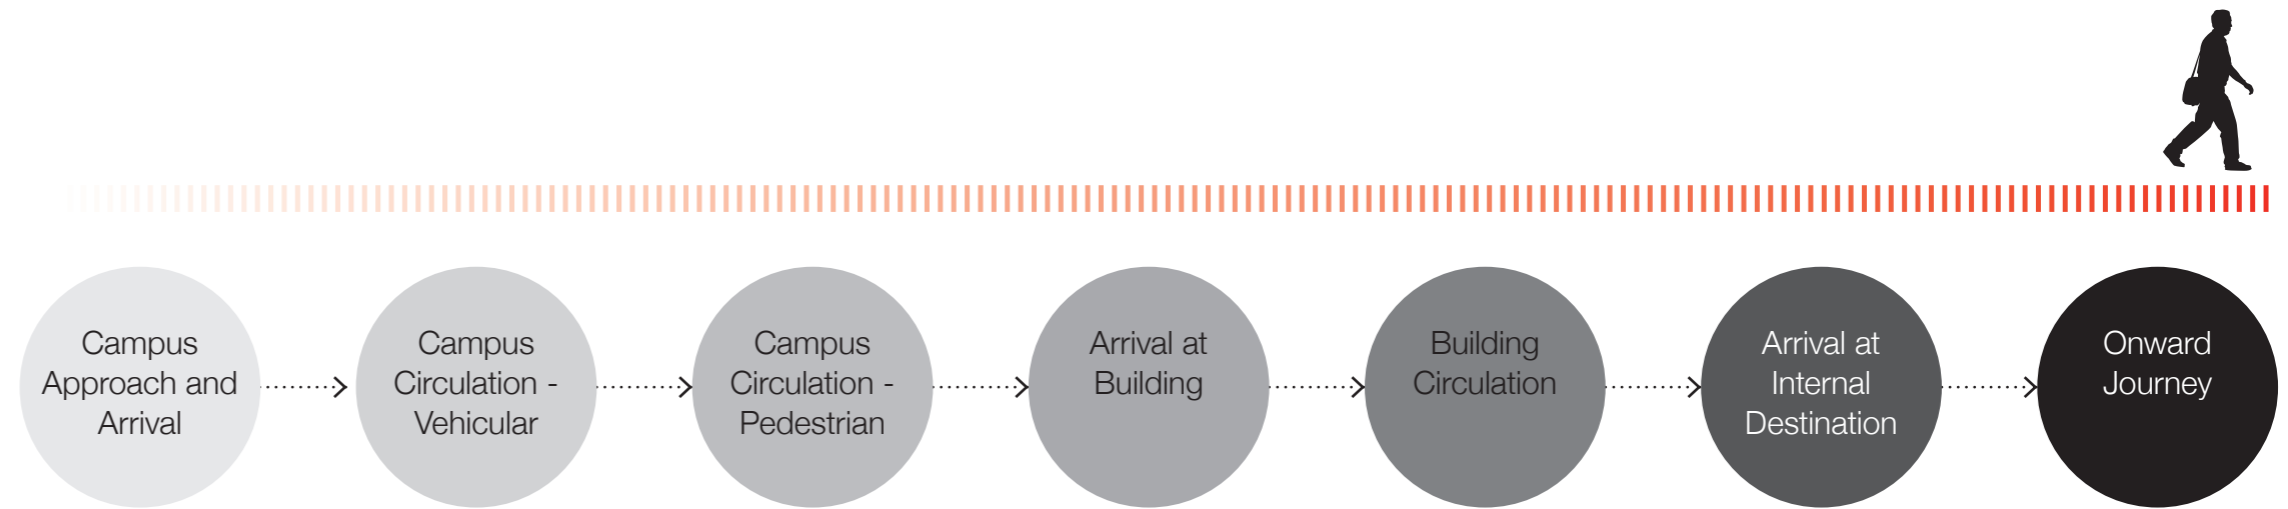 Campus
Approach and
Arrival
Campus
Circulation -
Vehicular
Campus
Circulation -
Pedestrian
Arrival at
Building
Building
Circulation
Arrival at
Internal
Destination
Onward
Journey